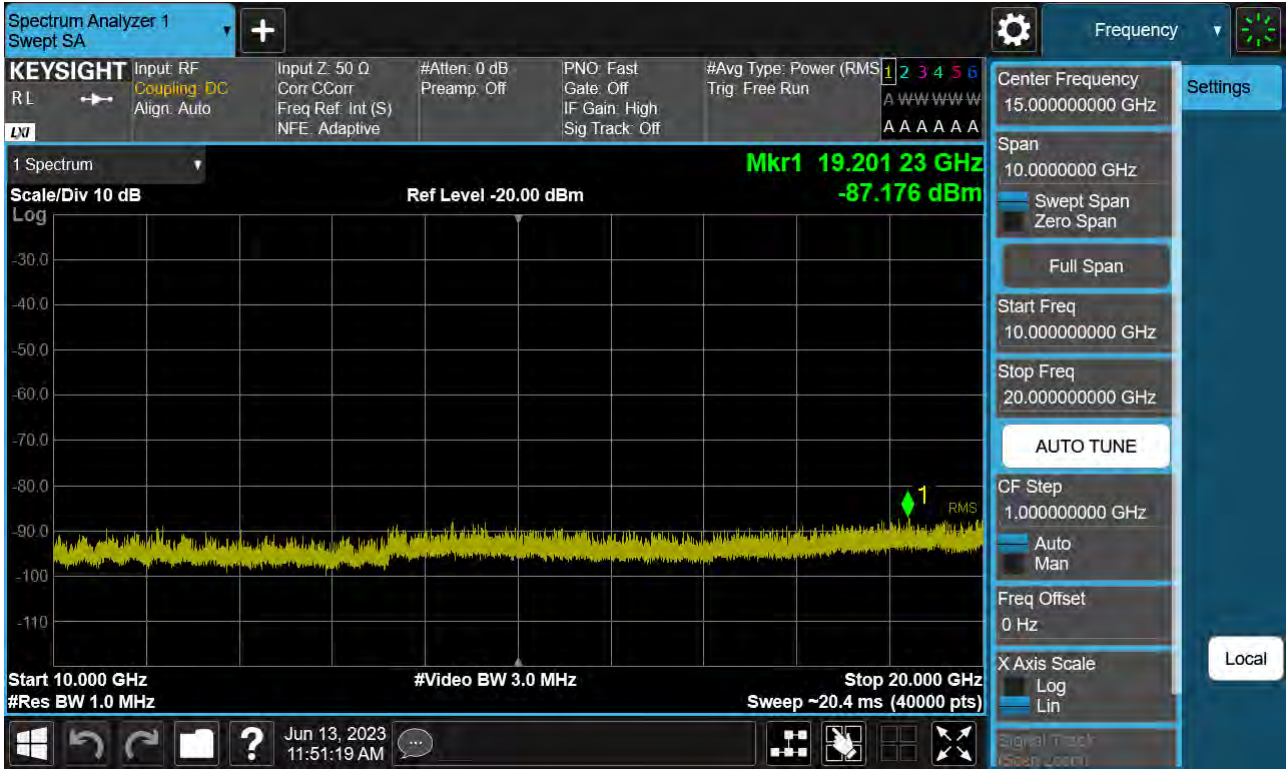 Spectrum Analyzer 1
Swept SA
Frequency
KEYSIGHT
R L
LXI
Input: RF
Coupling: DC
Align: Auto
Input Z: 50 Ω
Corr CCorr
Freq Ref: Int (S)
NFE: Adaptive
#Atten: 0 dB
Preamp: Off
PNO: Fast
Gate: Off
IF Gain: High
Sig Track: Off
#Avg Type: Power (RMS
Trig: Free Run
1 2 3 4 5 6
A W W W W W
A A A A A A
1 Spectrum
Mkr1 19.201 23 GHz
Scale/Div 10 dB
Ref Level -20.00 dBm
-87.176 dBm
Log
-30.0
-40.0
-50.0
-60.0
-70.0
-80.0
-90.0
-100
-110
1
RMS
Start 10.000 GHz
#Video BW 3.0 MHz
Stop 20.000 GHz
#Res BW 1.0 MHz
Sweep ~20.4 ms (40000 pts)
Center Frequency
15.000000000 GHz
Span
10.0000000 GHz
Swept Span
Zero Span
Full Span
Start Freq
10.000000000 GHz
Stop Freq
20.000000000 GHz
AUTO TUNE
CF Step
1.000000000 GHz
Auto
Man
Freq Offset
0 Hz
X Axis Scale
Log
Lin
Signal Track
(Span Zoom)
Settings
Local
?
Jun 13, 2023
11:51:19 AM